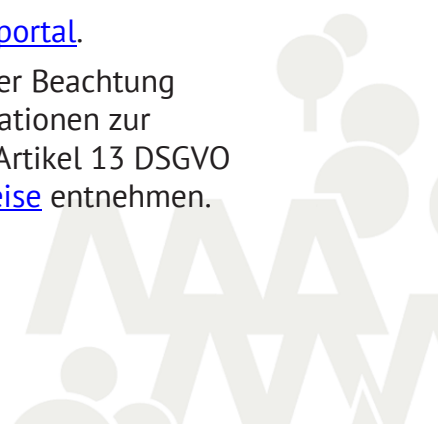 portal.
er Beachtung
ationen zur
Artikel 13 DSGVO
eise entnehmen.